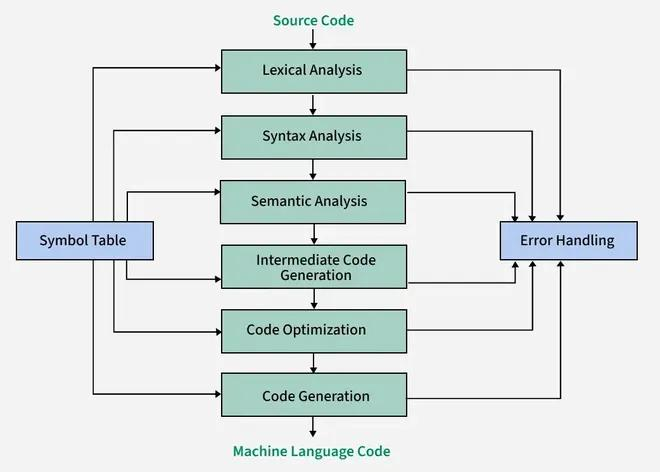 Source Code
Lexical Analysis
Syntax Analysis
Semantic Analysis
Symbol Table
Error Handling
Intermediate Code
Generation
Code Optimization
Code Generation
Machine Language Code